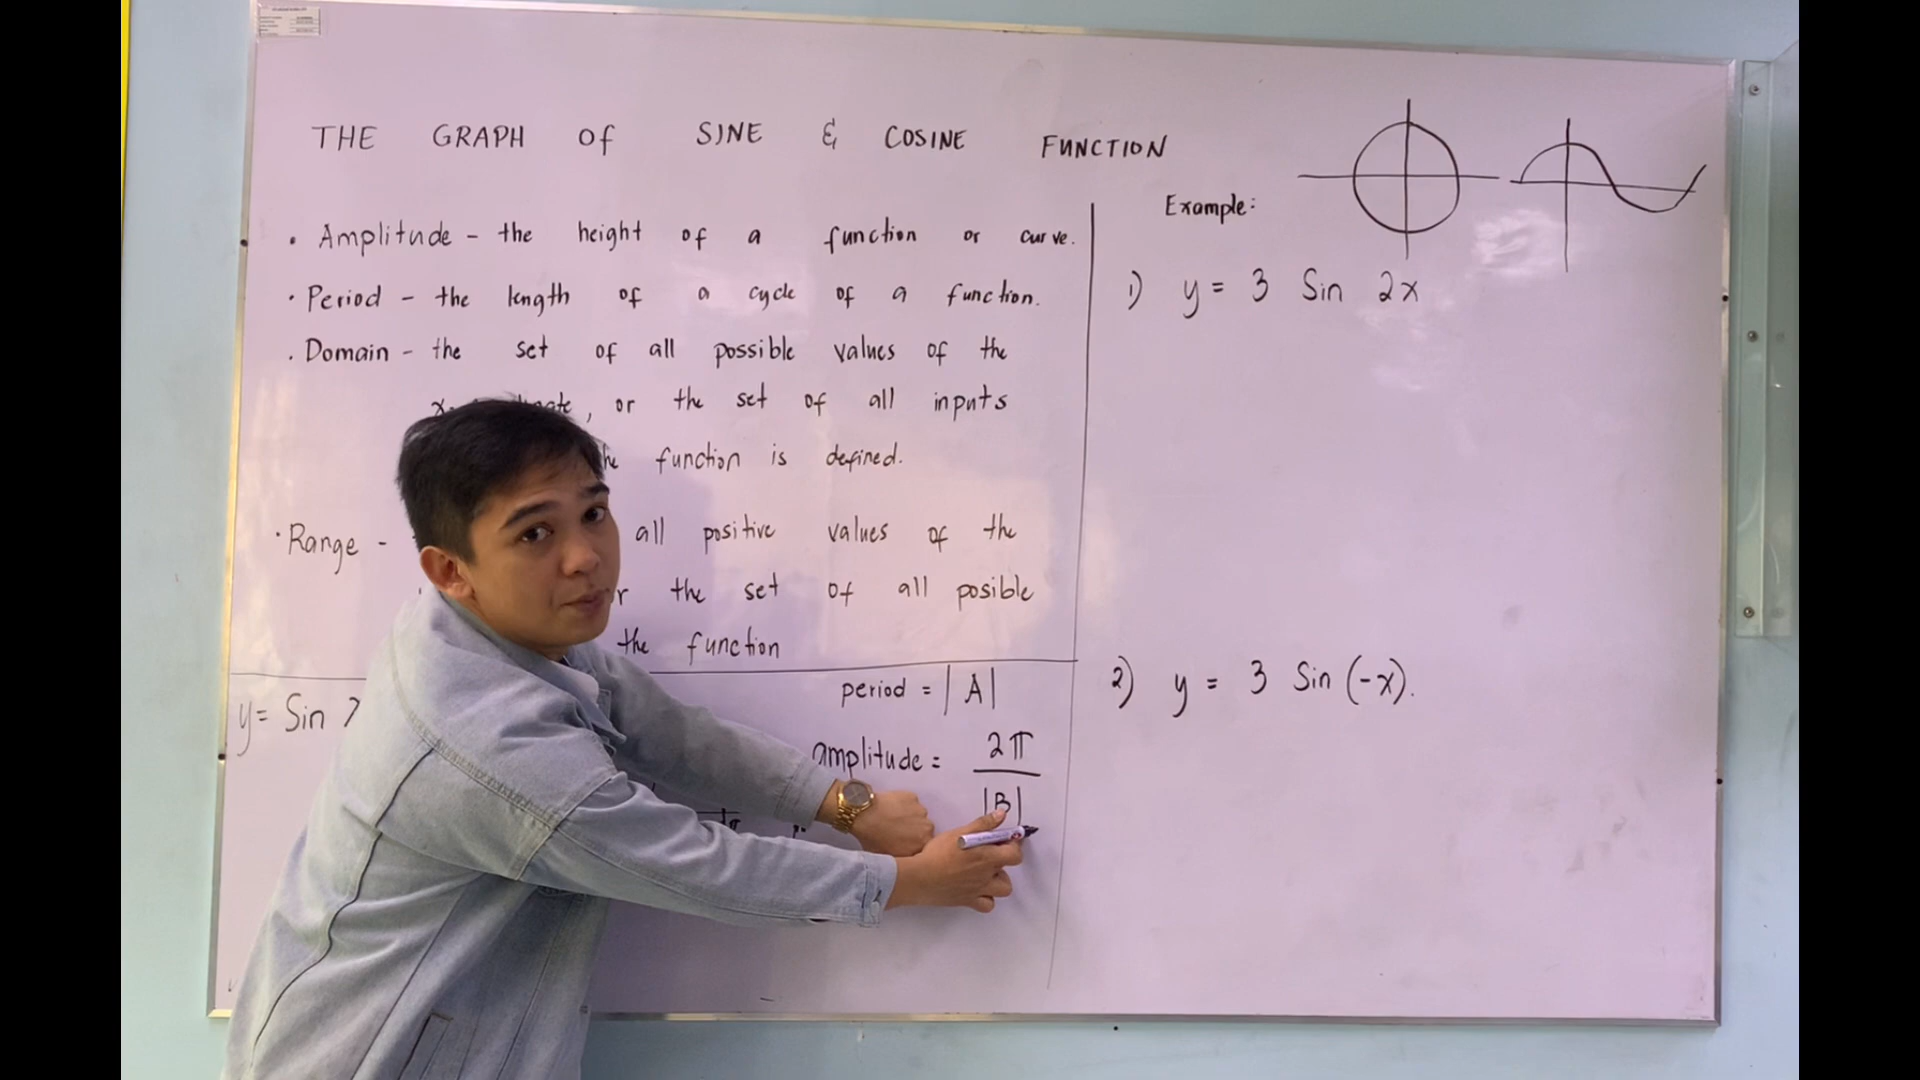 THE GRAPH of SINE & COSINE FUNCTION
• Amplitude - the height of a function or curve.
• Period - the length of a cycle of a function.
• Domain - the set of all possible values of the
, or the set of all inputs
function is defined.
• Range - all positive values of the
the set of all posible
the function
y = Sin
period = |A|
amplitude = 2π
|B|
Example:
1) y = 3 Sin 2x
2) y = 3 Sin (-x).